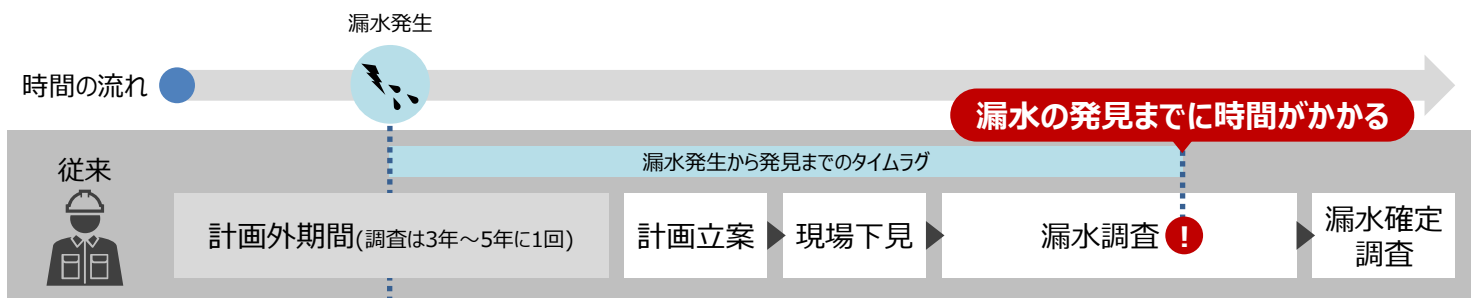 漏水発生
時間の流れ
漏水の発見までに時間がかかる
漏水発生から発見までのタイムラグ
従来
計画外期間(調査は3年～5年に1回)
計画立案
現場下見
漏水調査 !
漏水確定
調査